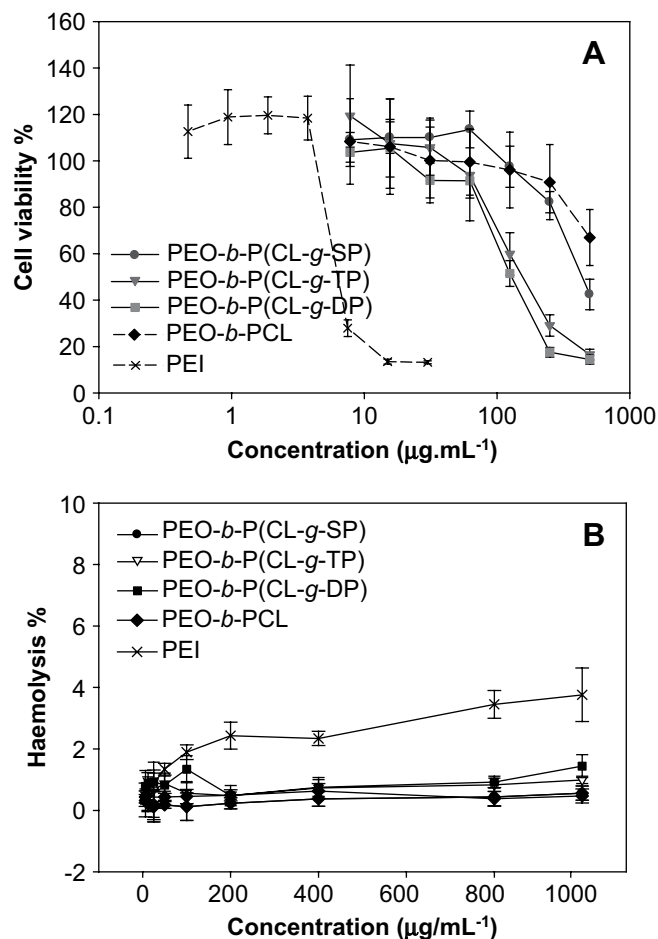 A
160
140
120
100
80
60
40
20
0
Cell viability %
PEO-b-P(CL-g-SP)
PEO-b-P(CL-g-TP)
PEO-b-P(CL-g-DP)
PEO-b-PCL
PEI
0.1 1 10 100 1000
Concentration (μg.mL⁻¹)
B
10
8
6
4
2
0
-2
Haemolysis %
PEO-b-P(CL-g-SP)
PEO-b-P(CL-g-TP)
PEO-b-P(CL-g-DP)
PEO-b-PCL
PEI
0 200 400 600 800 1000
Concentration (μg/mL⁻¹)